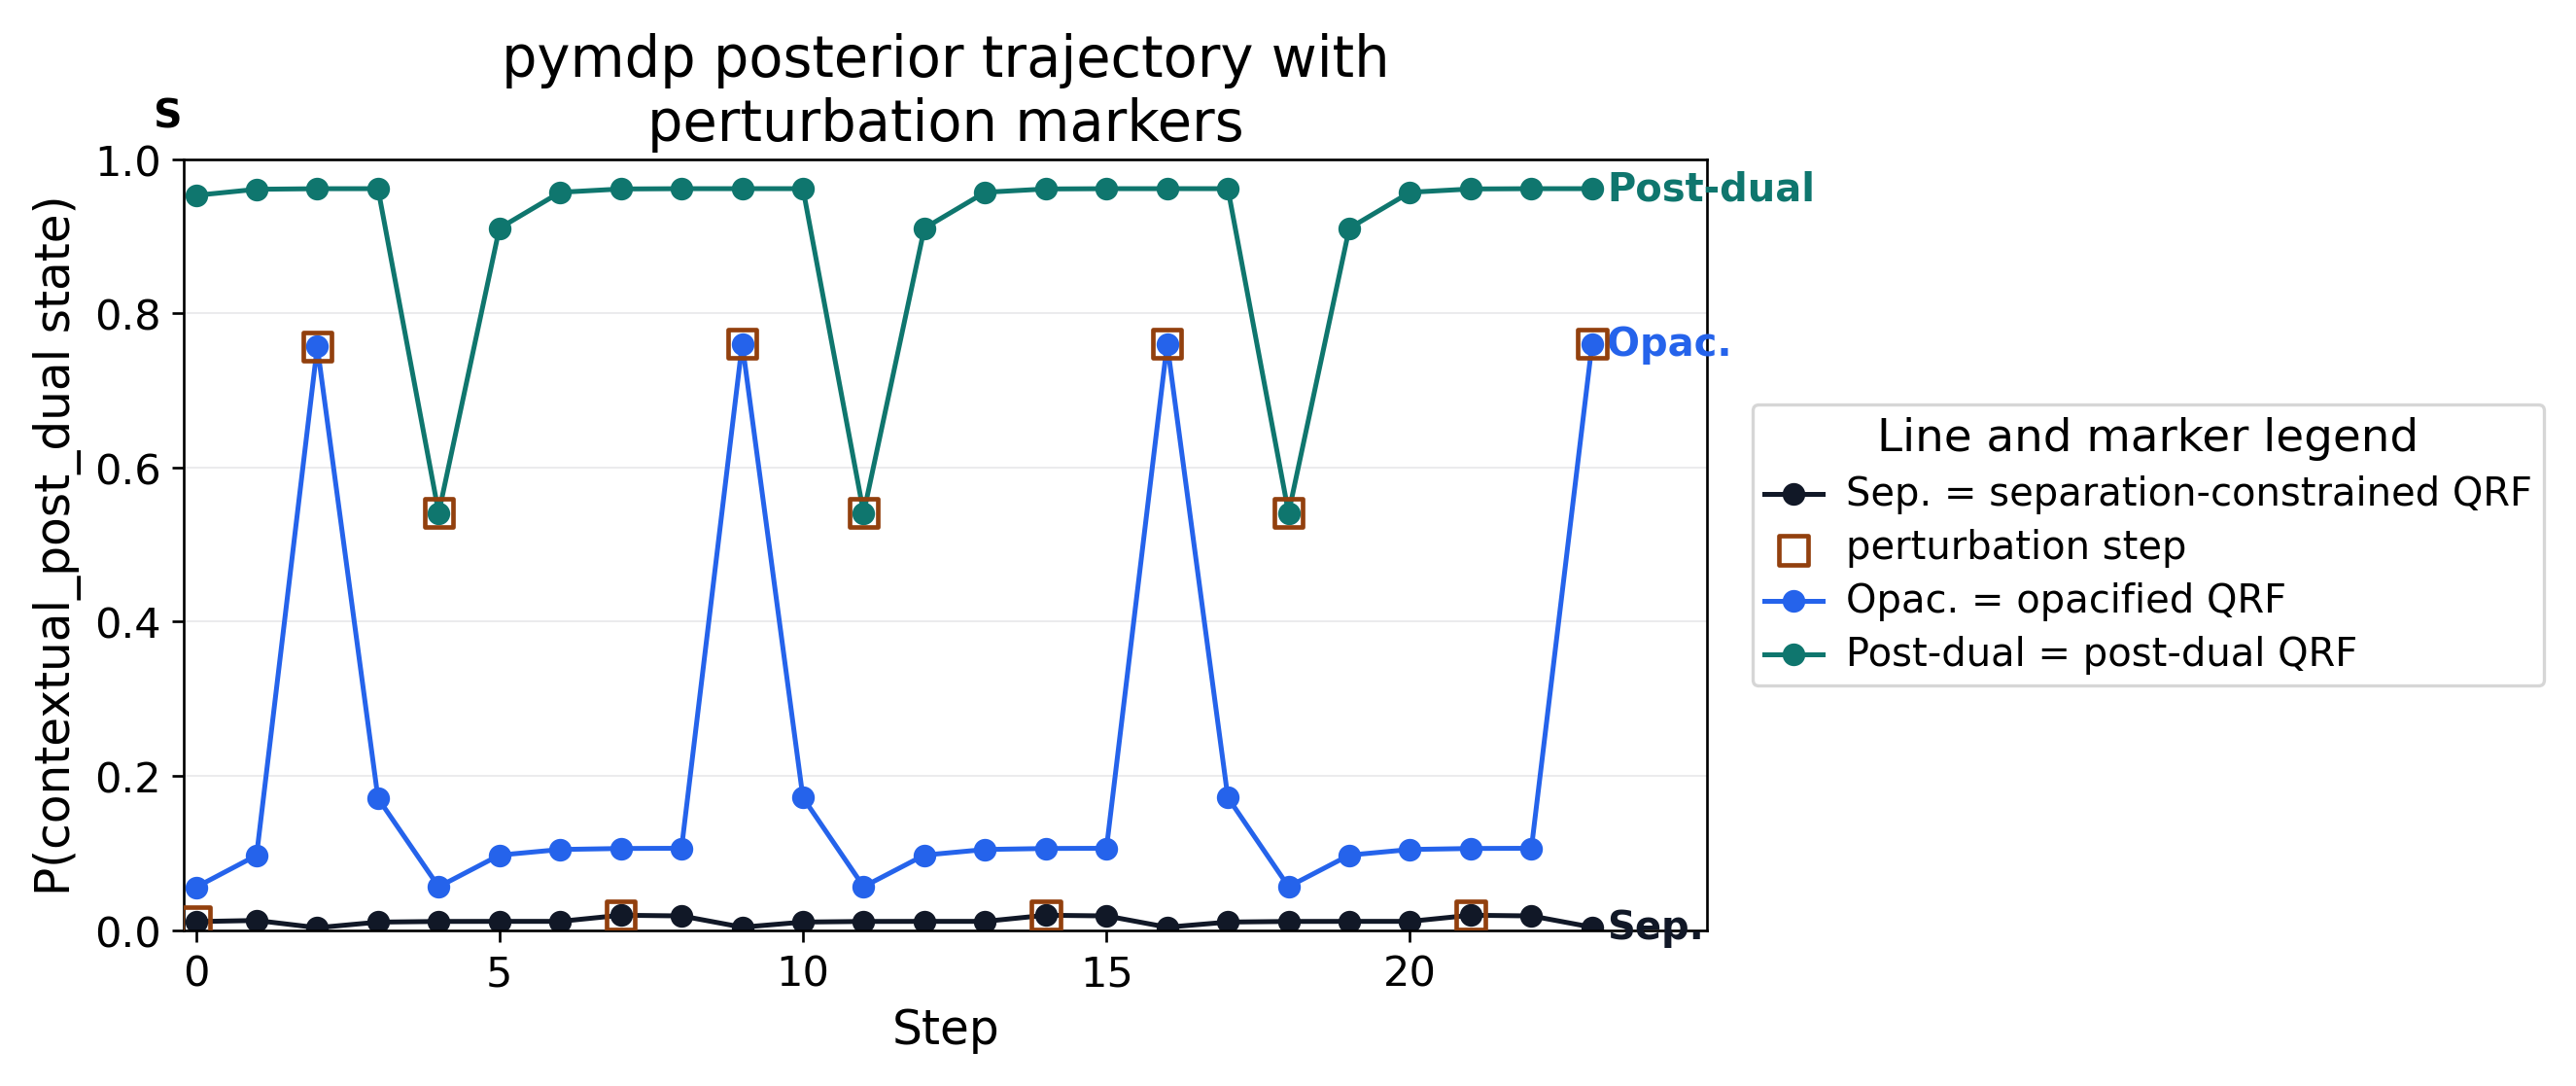 pymdp posterior trajectory with
perturbation markers
S
P(contextual_post_dual state)
1.0
0.8
0.6
0.4
0.2
0.0
0
5
10
15
20
Step
Post-dual
Opac.
Sep.
Line and marker legend
Sep. = separation-constrained QRF
perturbation step
Opac. = opacified QRF
Post-dual = post-dual QRF